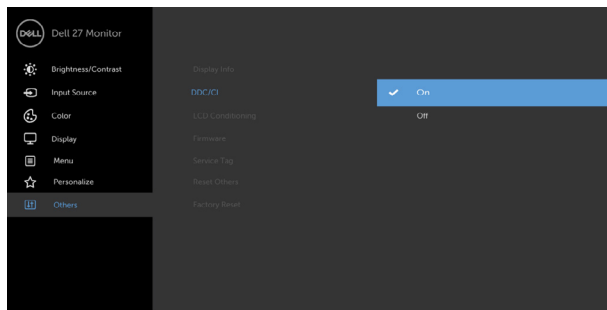 DELL Dell 27 Monitor
Brightness/Contrast
Input Source
Color
Display
Menu
Personalize
Others
Display Info
DDC/CI
LCD Conditioning
Firmware
Service Tag
Reset Others
Factory Reset
On
Off